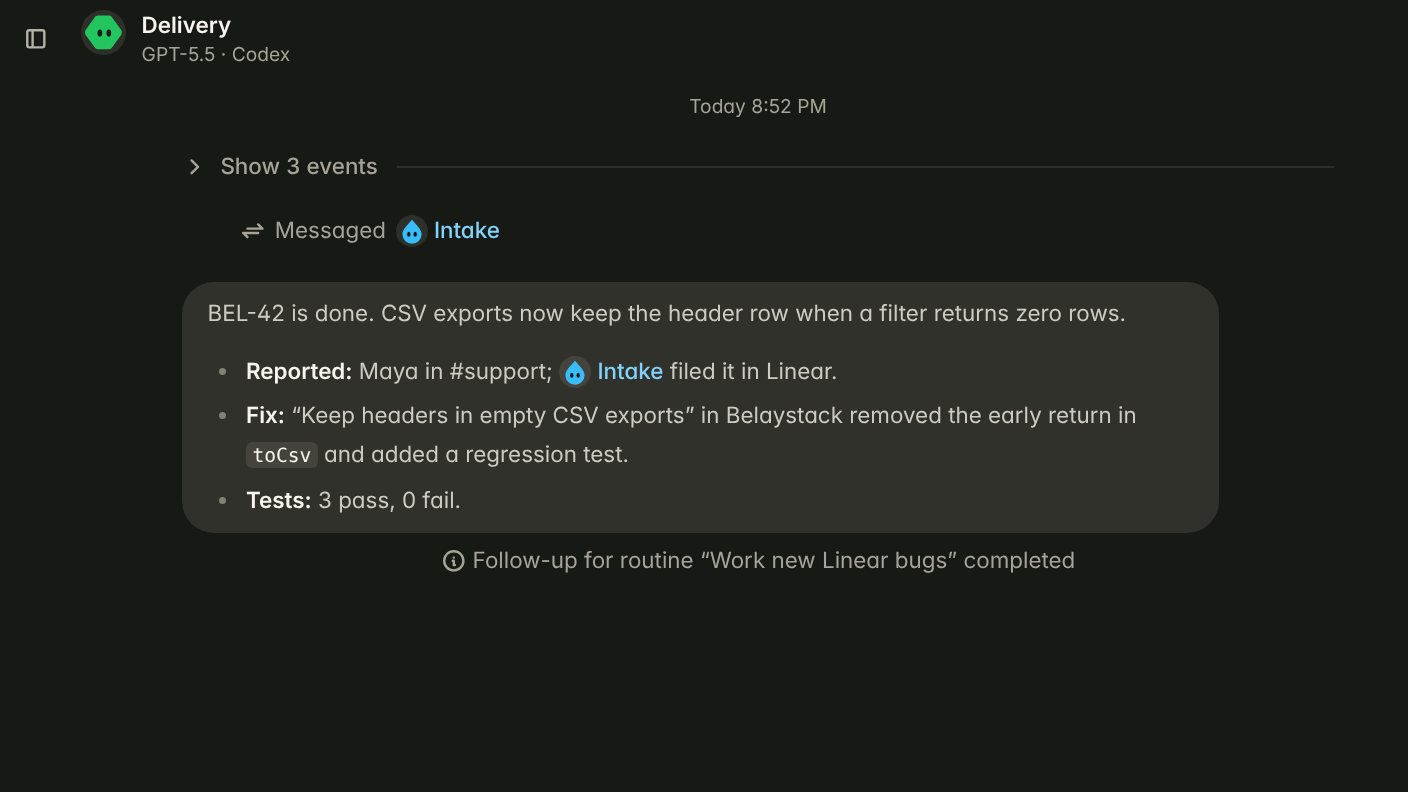 Delivery
GPT-5.5 · Codex
Today 8:52 PM
Show 3 events
Messaged Intake
BEL-42 is done. CSV exports now keep the header row when a filter returns zero rows.
• Reported: Maya in #support; Intake filed it in Linear.
• Fix: “Keep headers in empty CSV exports” in Belaystack removed the early return in
toCsv and added a regression test.
• Tests: 3 pass, 0 fail.
Follow-up for routine “Work new Linear bugs” completed